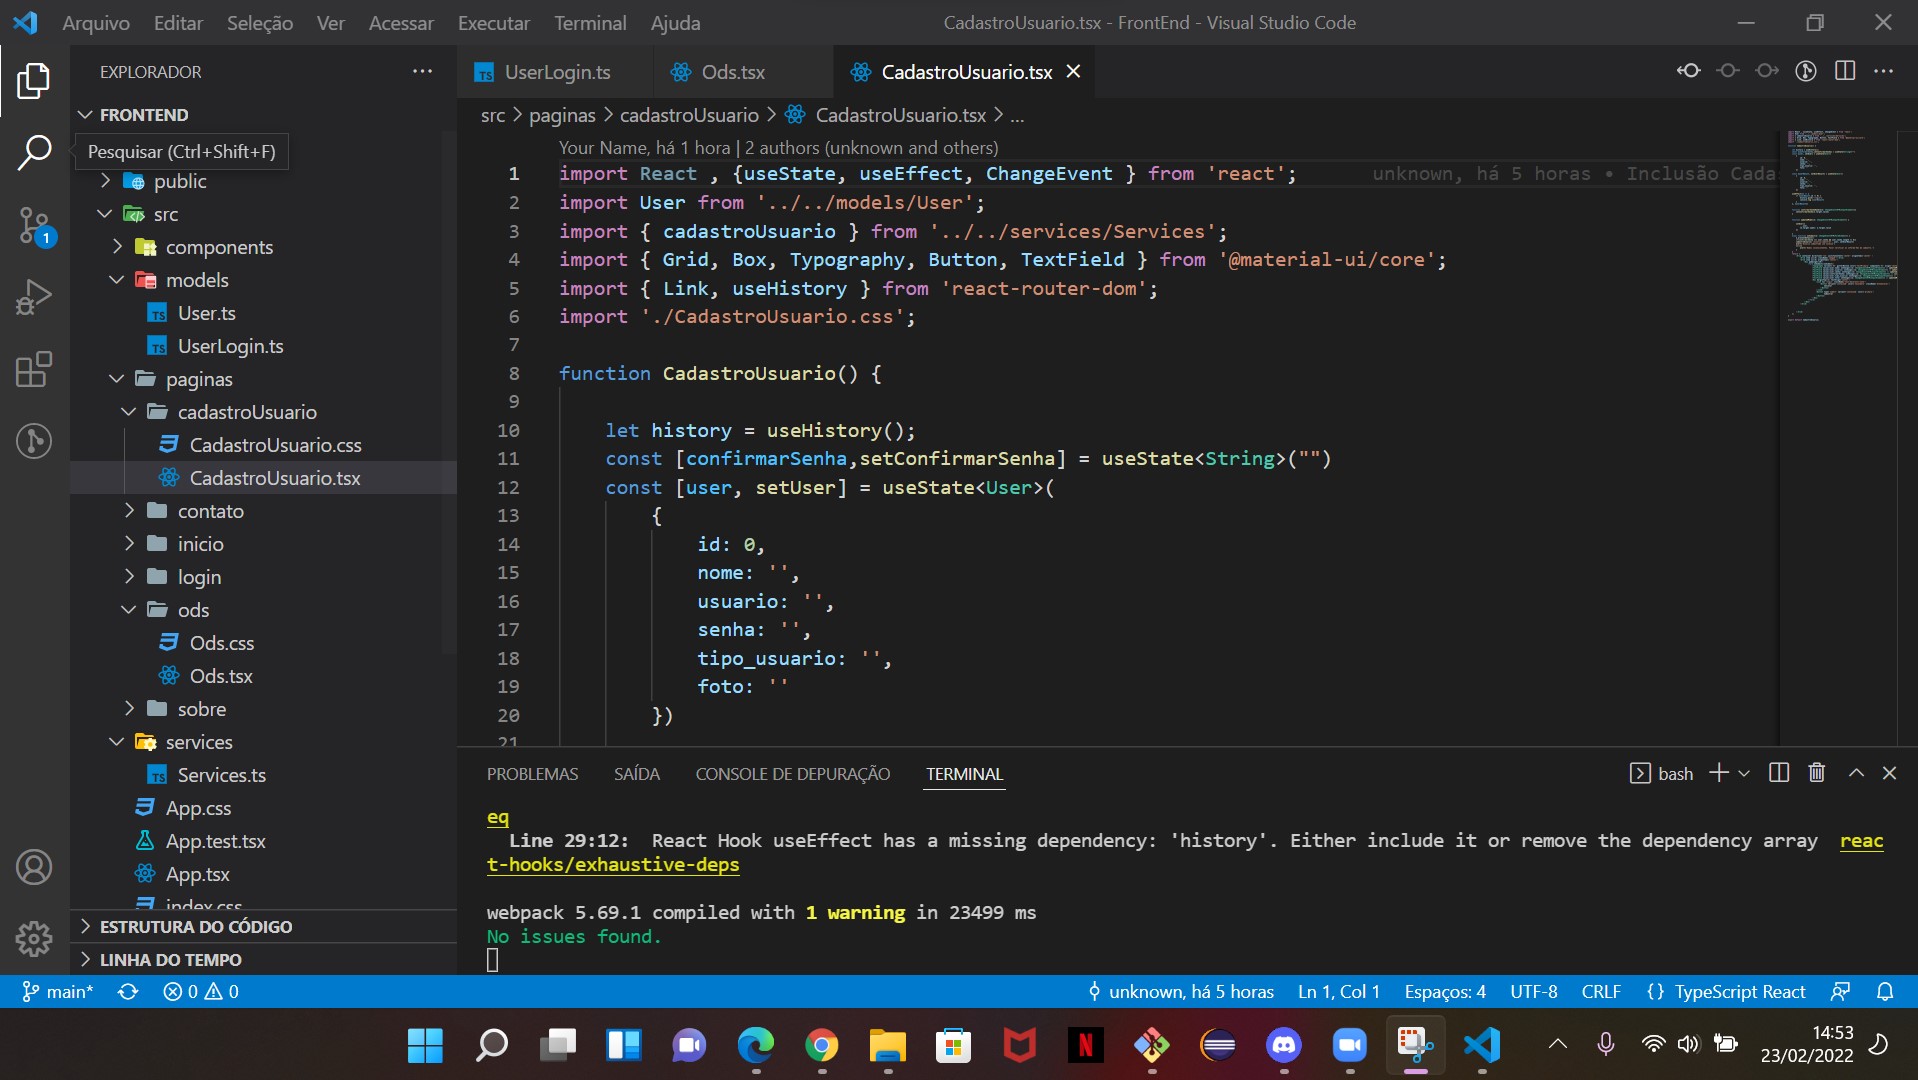 Arquivo Editar Seleção Ver Acessar Executar Terminal Ajuda
CadastroUsuario.tsx - FrontEnd - Visual Studio Code
EXPLORADOR
FRONTEND
Pesquisar (Ctrl+Shift+F)
public
src
components
models
User.ts
UserLogin.ts
paginas
cadastroUsuario
CadastroUsuario.css
CadastroUsuario.tsx
contato
inicio
login
ods
Ods.css
Ods.tsx
sobre
services
Services.ts
App.css
App.test.tsx
App.tsx
index.css
ESTRUTURA DO CÓDIGO
LINHA DO TEMPO
1
UserLogin.ts Ods.tsx CadastroUsuario.tsx
src > paginas > cadastroUsuario > CadastroUsuario.tsx > ...
Your Name, há 1 hora | 2 authors (unknown and others)
1 import React , {useState, useEffect, ChangeEvent } from 'react'; unknown, há 5 horas • Inclusão Cada
2 import User from '../../models/User';
3 import { cadastroUsuario } from '../../services/Services';
4 import { Grid, Box, Typography, Button, TextField } from '@material-ui/core';
5 import { Link, useHistory } from 'react-router-dom';
6 import './CadastroUsuario.css';
7
8 function CadastroUsuario() {
9
10 let history = useHistory();
11 const [confirmarSenha,setConfirmarSenha] = useState<String>("")
12 const [user, setUser] = useState<User>(
13 {
14 id: 0,
15 nome: '',
16 usuario: '',
17 senha: '',
18 tipo_usuario: '',
19 foto: ''
20 })
21
PROBLEMAS SAÍDA CONSOLE DE DEPURAÇÃO TERMINAL
bash
eq
Line 29:12: React Hook useEffect has a missing dependency: 'history'. Either include it or remove the dependency array reac
t-hooks/exhaustive-deps
webpack 5.69.1 compiled with 1 warning in 23499 ms
No issues found.
main* 0 0
unknown, há 5 horas Ln 1, Col 1 Espaços: 4 UTF-8 CRLF {} TypeScript React
14:53
23/02/2022